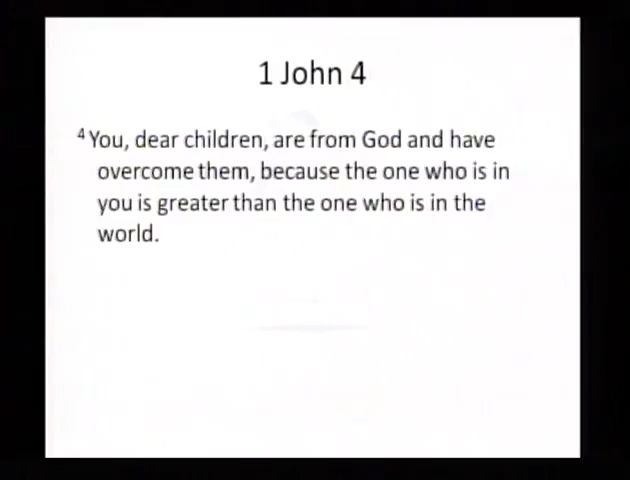 1 John 4
4 You, dear children, are from God and have
overcome them, because the one who is in
you is greater than the one who is in the
world.